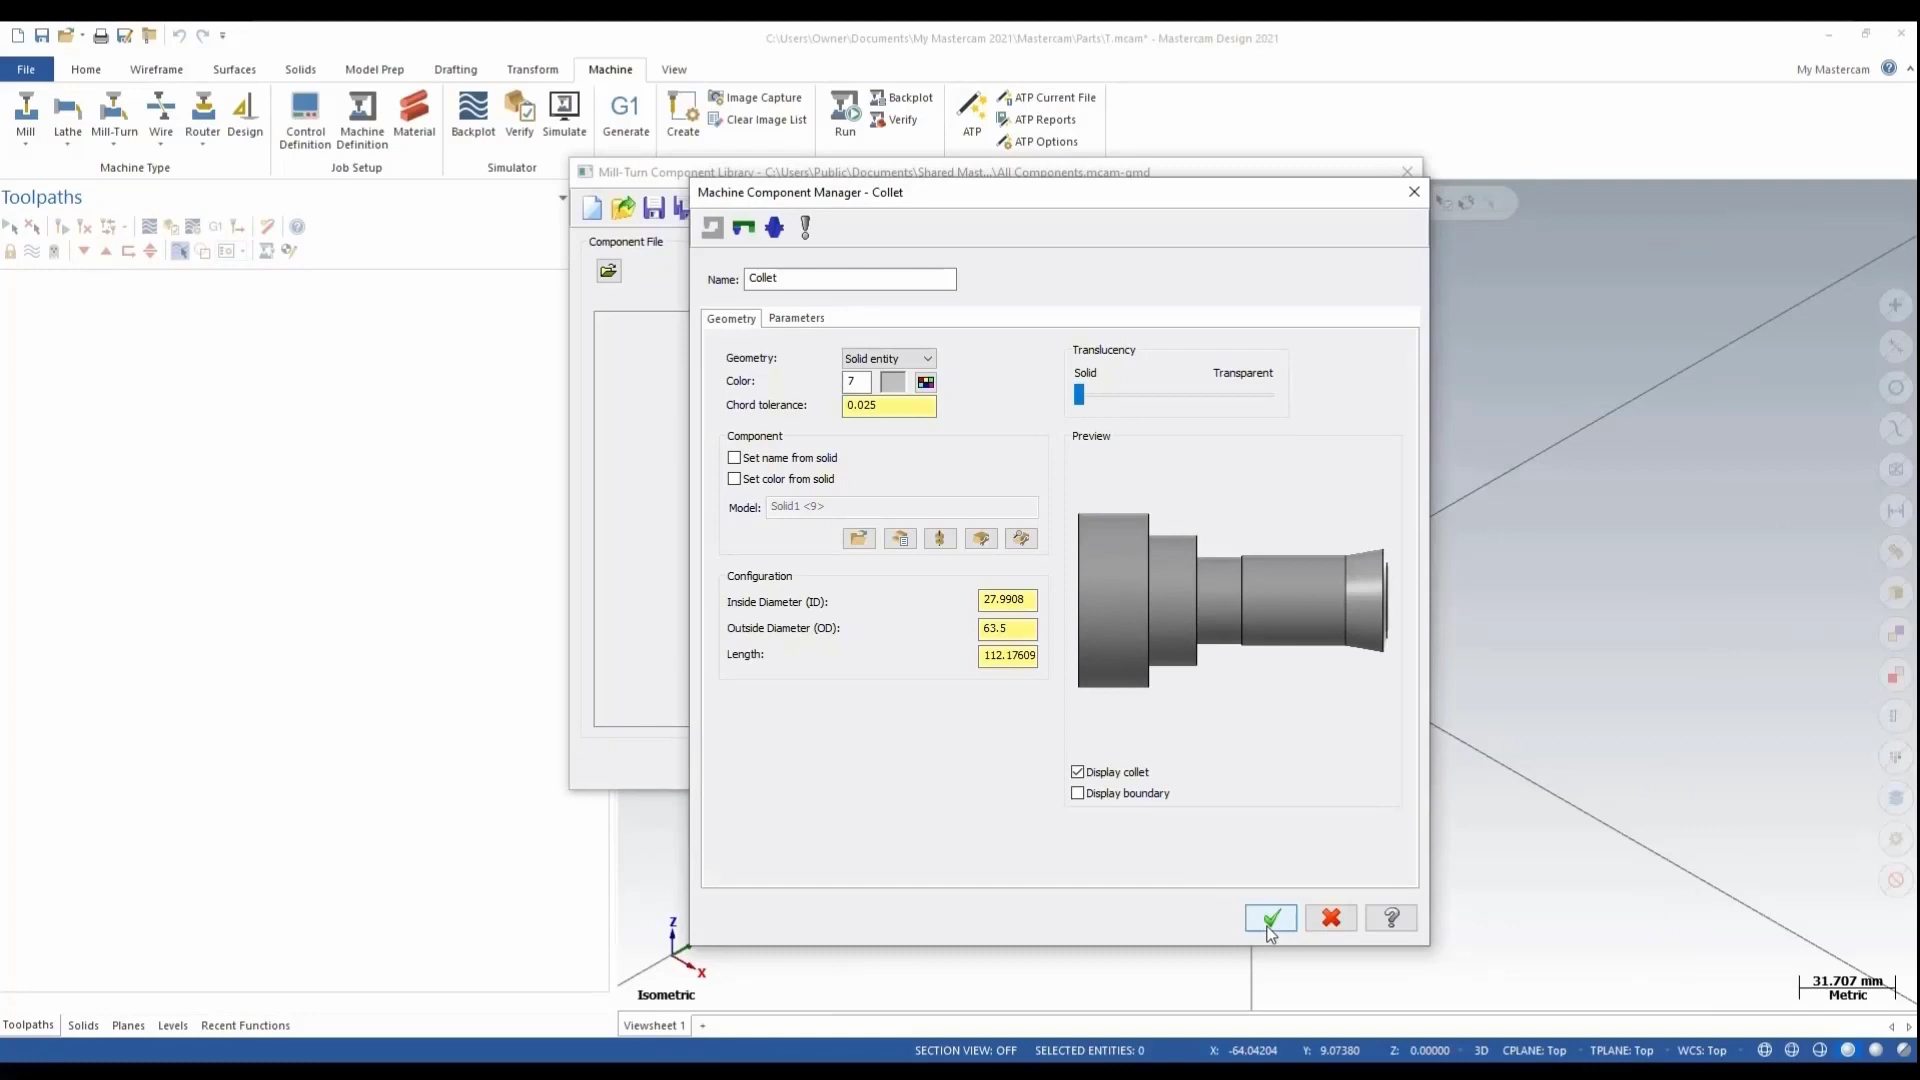 C:\Users\Owner\Documents\My Mastercam 2021\Mastercam\Parts\T.mcam* - Mastercam Design 2021
File Home Wireframe Surfaces Solids Model Prep Drafting Transform Machine View My Mastercam
Mill Lathe Mill-Turn Wire Router Design
Machine Type
Control Definition Machine Definition Material
Job Setup
Backplot Verify Simulate
Simulator
G1
Generate
Create
Image Capture
Clear Image List
Run
Backplot
Verify
ATP
ATP Current File
ATP Reports
ATP Options
Toolpaths
G1
Mill-Turn Component Library - C:\Users\Public\Documents\Shared Mast...\All Components.mcam-gmd
Component File
Machine Component Manager - Collet
Name: Collet
Geometry Parameters
Geometry: Solid entity
Color: 7
Chord tolerance: 0.025
Translucency
Solid Transparent
Component
Set name from solid
Set color from solid
Model: Solid1 <9>
Configuration
Inside Diameter (ID): 27.9908
Outside Diameter (OD): 63.5
Length: 112.17609
Preview
Display collet
Display boundary
Z
X
Isometric
31.707 mm
Metric
Toolpaths Solids Planes Levels Recent Functions
Viewsheet 1 +
SECTION VIEW: OFF SELECTED ENTITIES: 0 X: -64.04204 Y: 9.07380 Z: 0.00000 3D CPLANE: Top TPLANE: Top WCS: Top